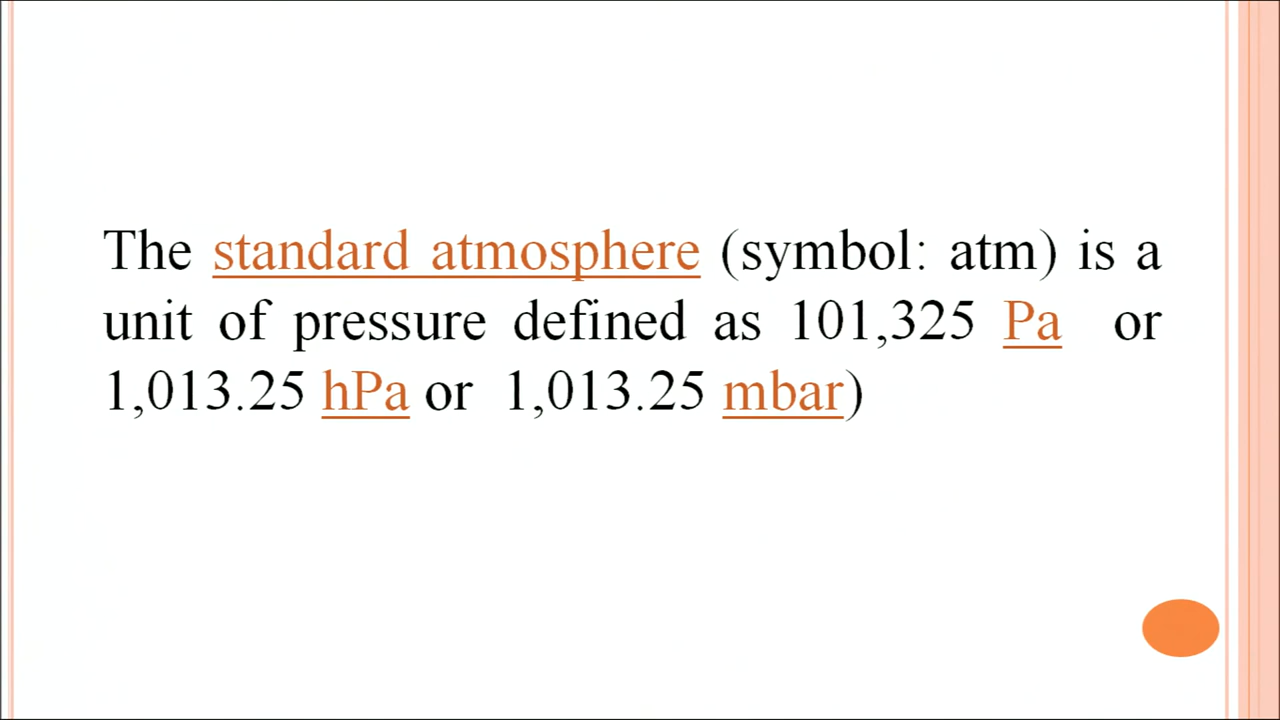 The standard atmosphere (symbol: atm) is a
unit of pressure defined as 101,325 Pa or
1,013.25 hPa or 1,013.25 mbar)